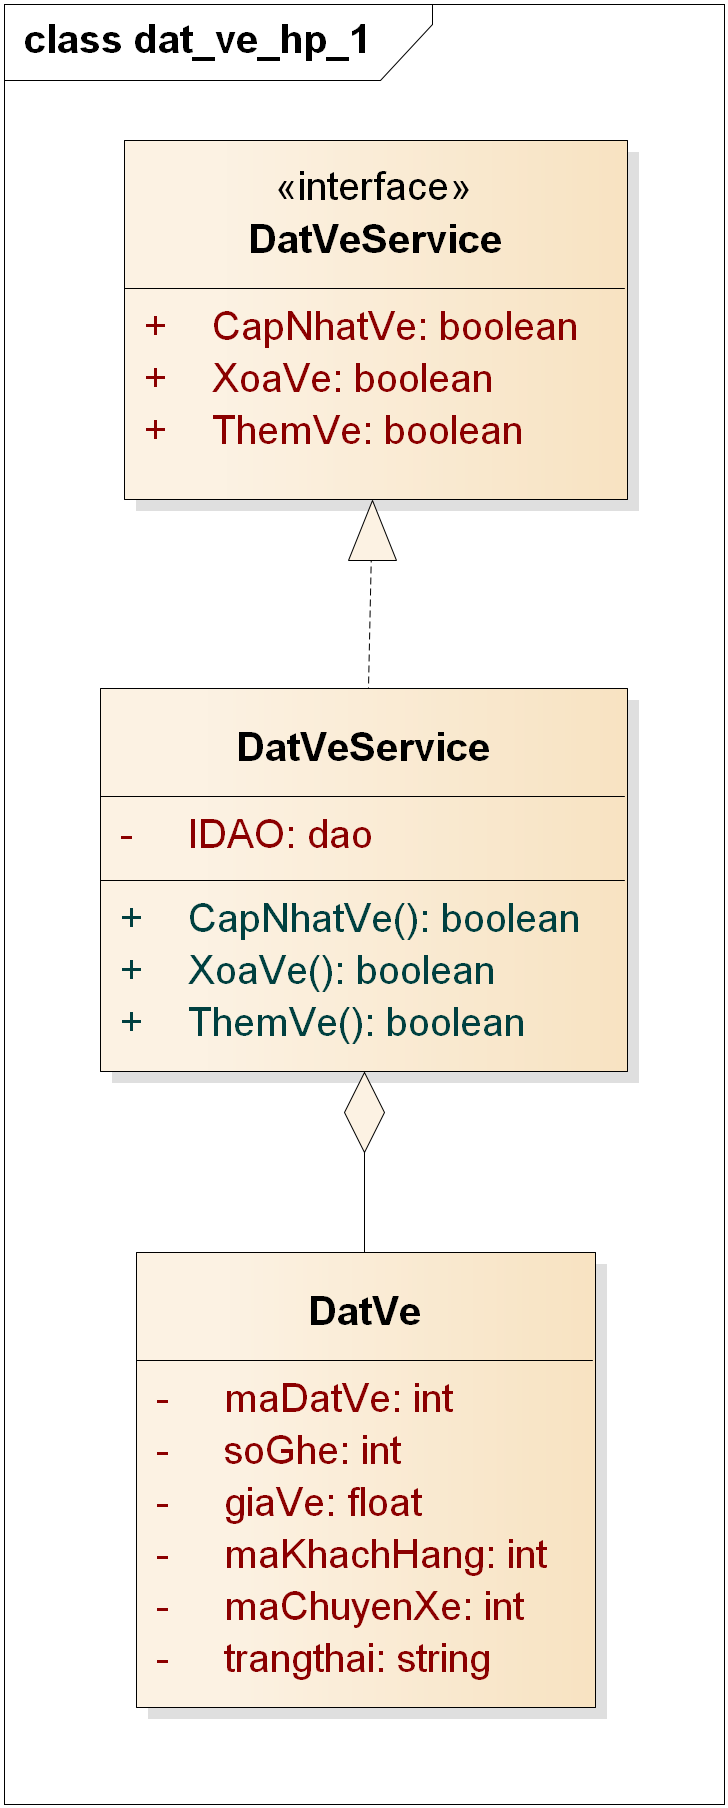 class dat_ve_hp_1
«interface»
DatVeService
+ CapNhatVe: boolean
+ XoaVe: boolean
+ ThemVe: boolean
DatVeService
- IDAO: dao
+ CapNhatVe(): boolean
+ XoaVe(): boolean
+ ThemVe(): boolean
DatVe
- maDatVe: int
- soGhe: int
- giaVe: float
- maKhachHang: int
- maChuyenXe: int
- trangthai: string